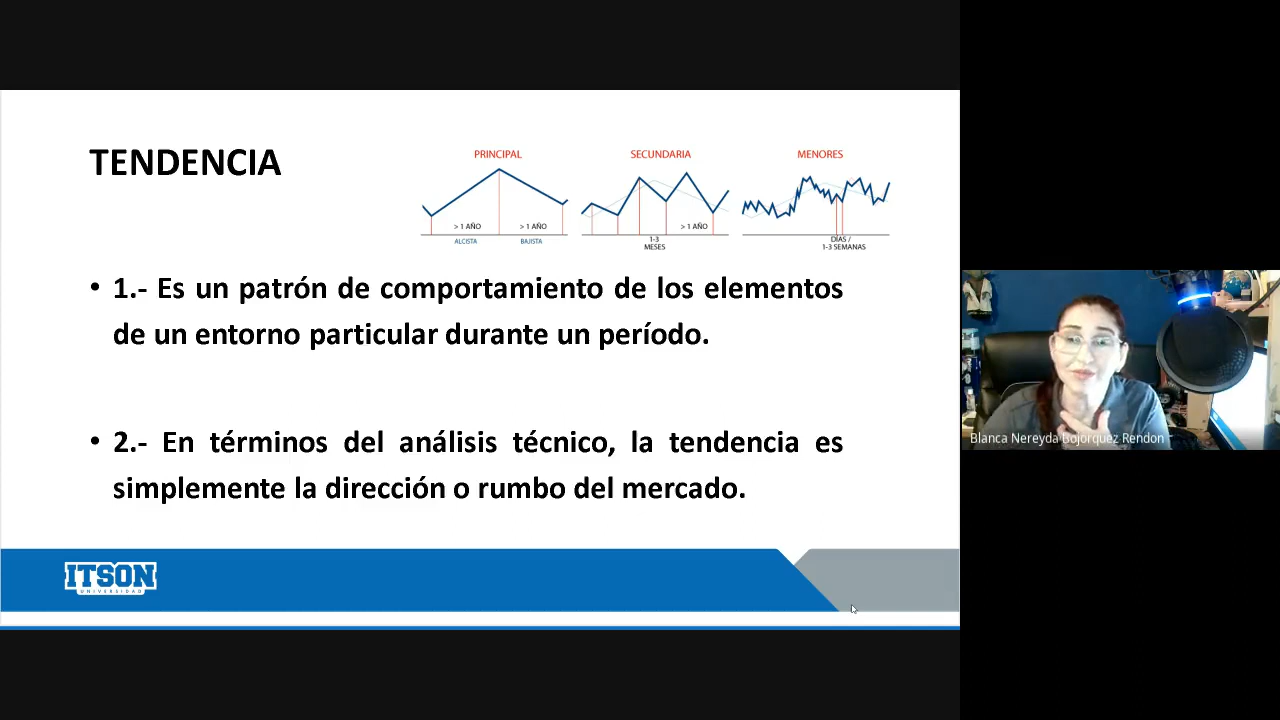 TENDENCIA
PRINCIPAL
> 1 AÑO
> 1 AÑO
ALCISTA
BAJISTA
SECUNDARIA
> 1 AÑO
1-3
MESES
MENORES
DÍAS /
1-3 SEMANAS
• 1.- Es un patrón de comportamiento de los elementos
de un entorno particular durante un período.
• 2.- En términos del análisis técnico, la tendencia es
simplemente la dirección o rumbo del mercado.
ITSON
UNIVERSIDAD
Blanca Nereyda Bojorquez Rendon